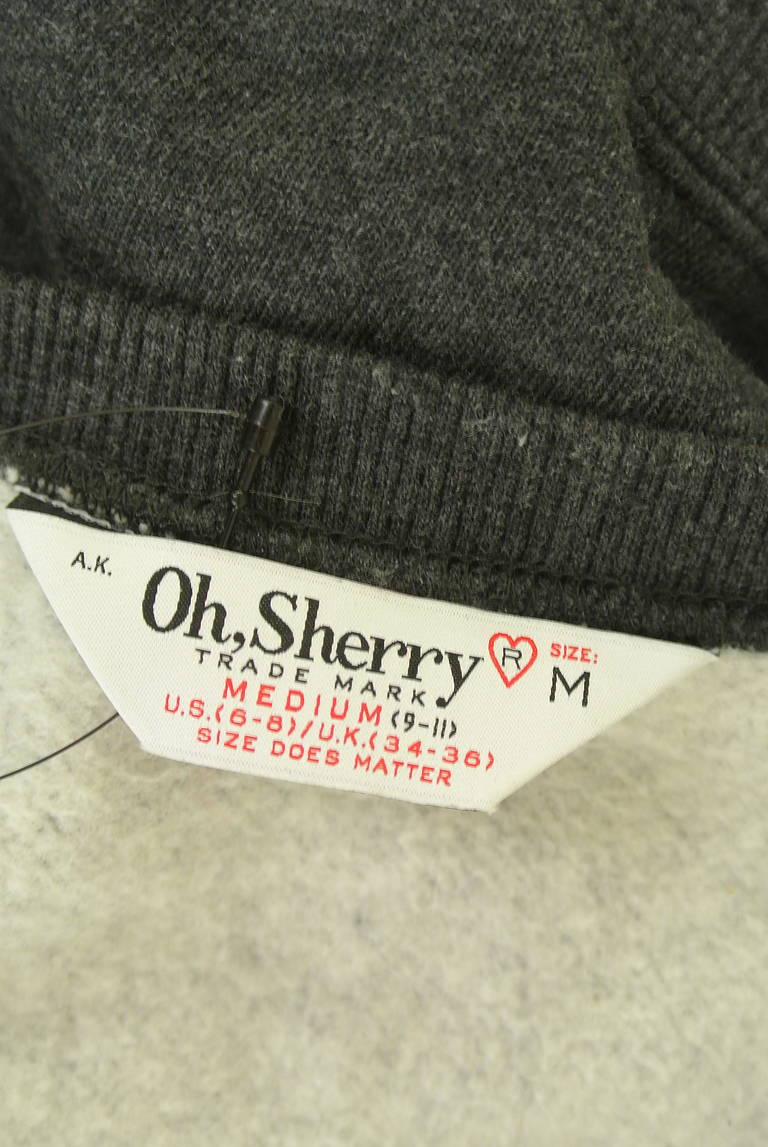 A.K.
Oh,Sherry R SIZE:
TRADE MARK M
MEDIUM (9-11)
U.S.(6-8)/U.K.(34-36)
SIZE DOES MATTER